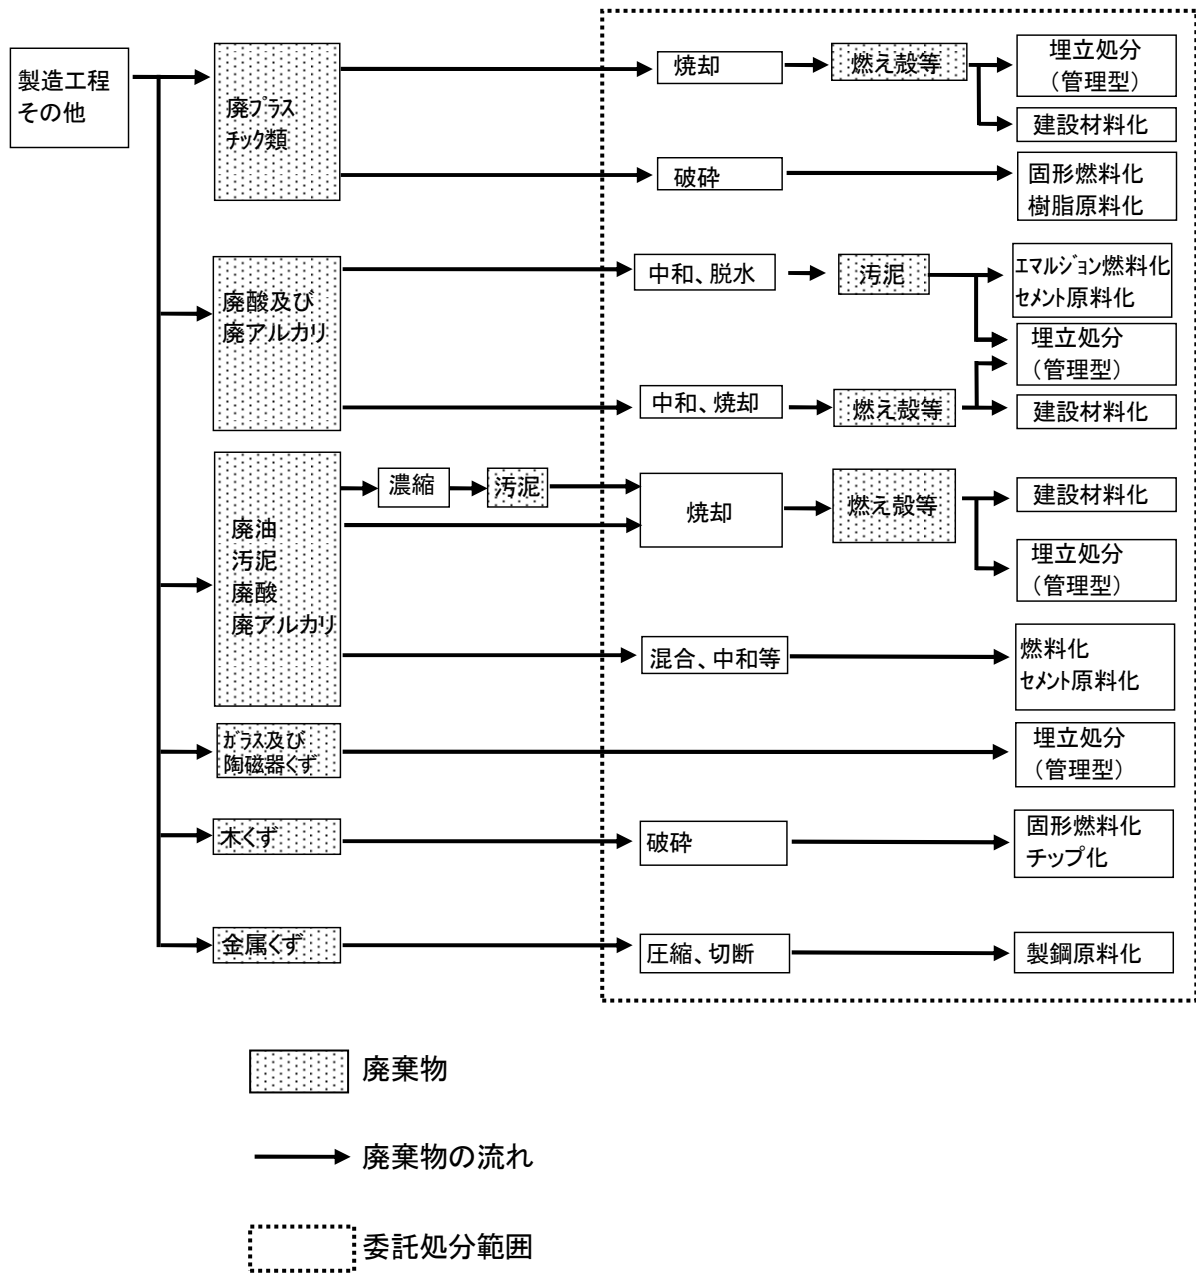 製造工程
その他
廃ﾌﾟﾗｽ
ﾁｯｸ類
焼却
燃え殻等
埋立処分
（管理型）
建設材料化
破砕
固形燃料化
樹脂原料化
廃酸及び
廃アルカリ
中和、脱水
汚泥
ｴﾏﾙｼﾞｮﾝ燃料化
ｾﾒﾝﾄ原料化
埋立処分
（管理型）
中和、焼却
燃え殻等
建設材料化
廃油
汚泥
廃酸
廃アルカリ
濃縮
汚泥
焼却
燃え殻等
建設材料化
埋立処分
（管理型）
混合、中和等
燃料化
ｾﾒﾝﾄ原料化
ｶﾞﾗｽ及び
陶磁器くず
埋立処分
（管理型）
木くず
破砕
固形燃料化
チップ化
金属くず
圧縮、切断
製鋼原料化
廃棄物
廃棄物の流れ
委託処分範囲